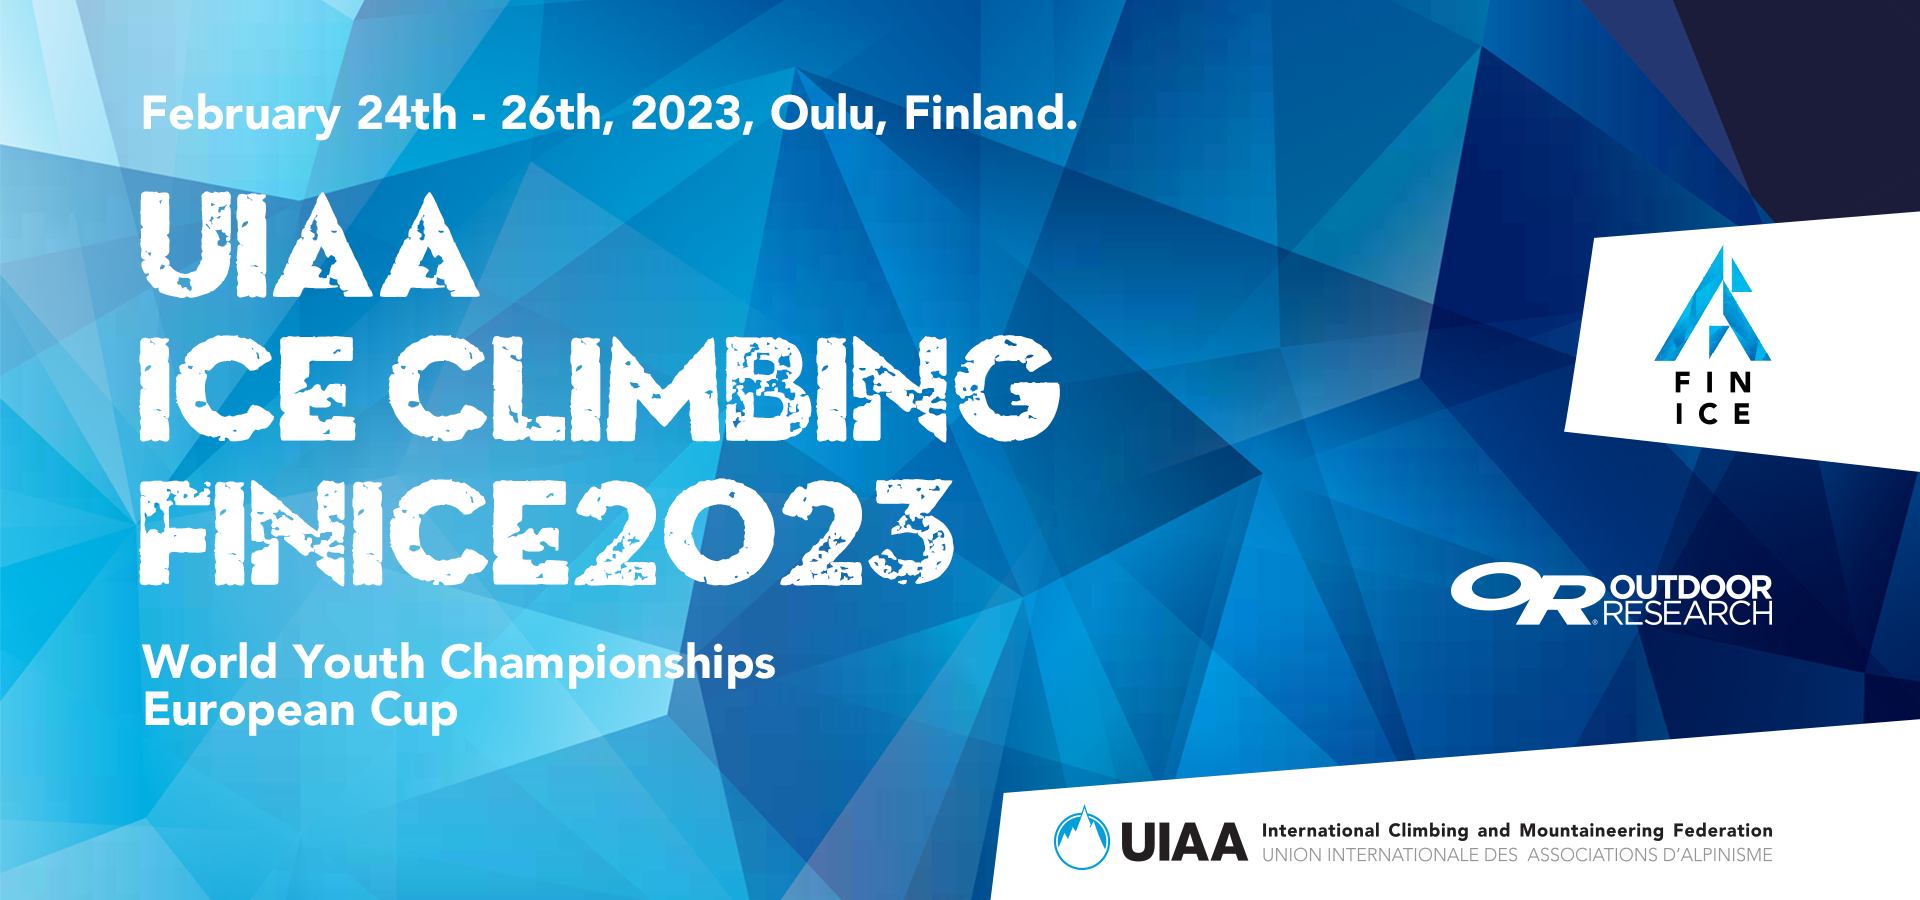 February 24th - 26th, 2023, Oulu, Finland.
UIAA
ICE CLIMBING
FINICE2023
World Youth Championships
European Cup
FIN
ICE
OR® OUTDOOR
RESEARCH
UIAA
International Climbing and Mountaineering Federation
UNION INTERNATIONALE DES ASSOCIATIONS D'ALPINISME